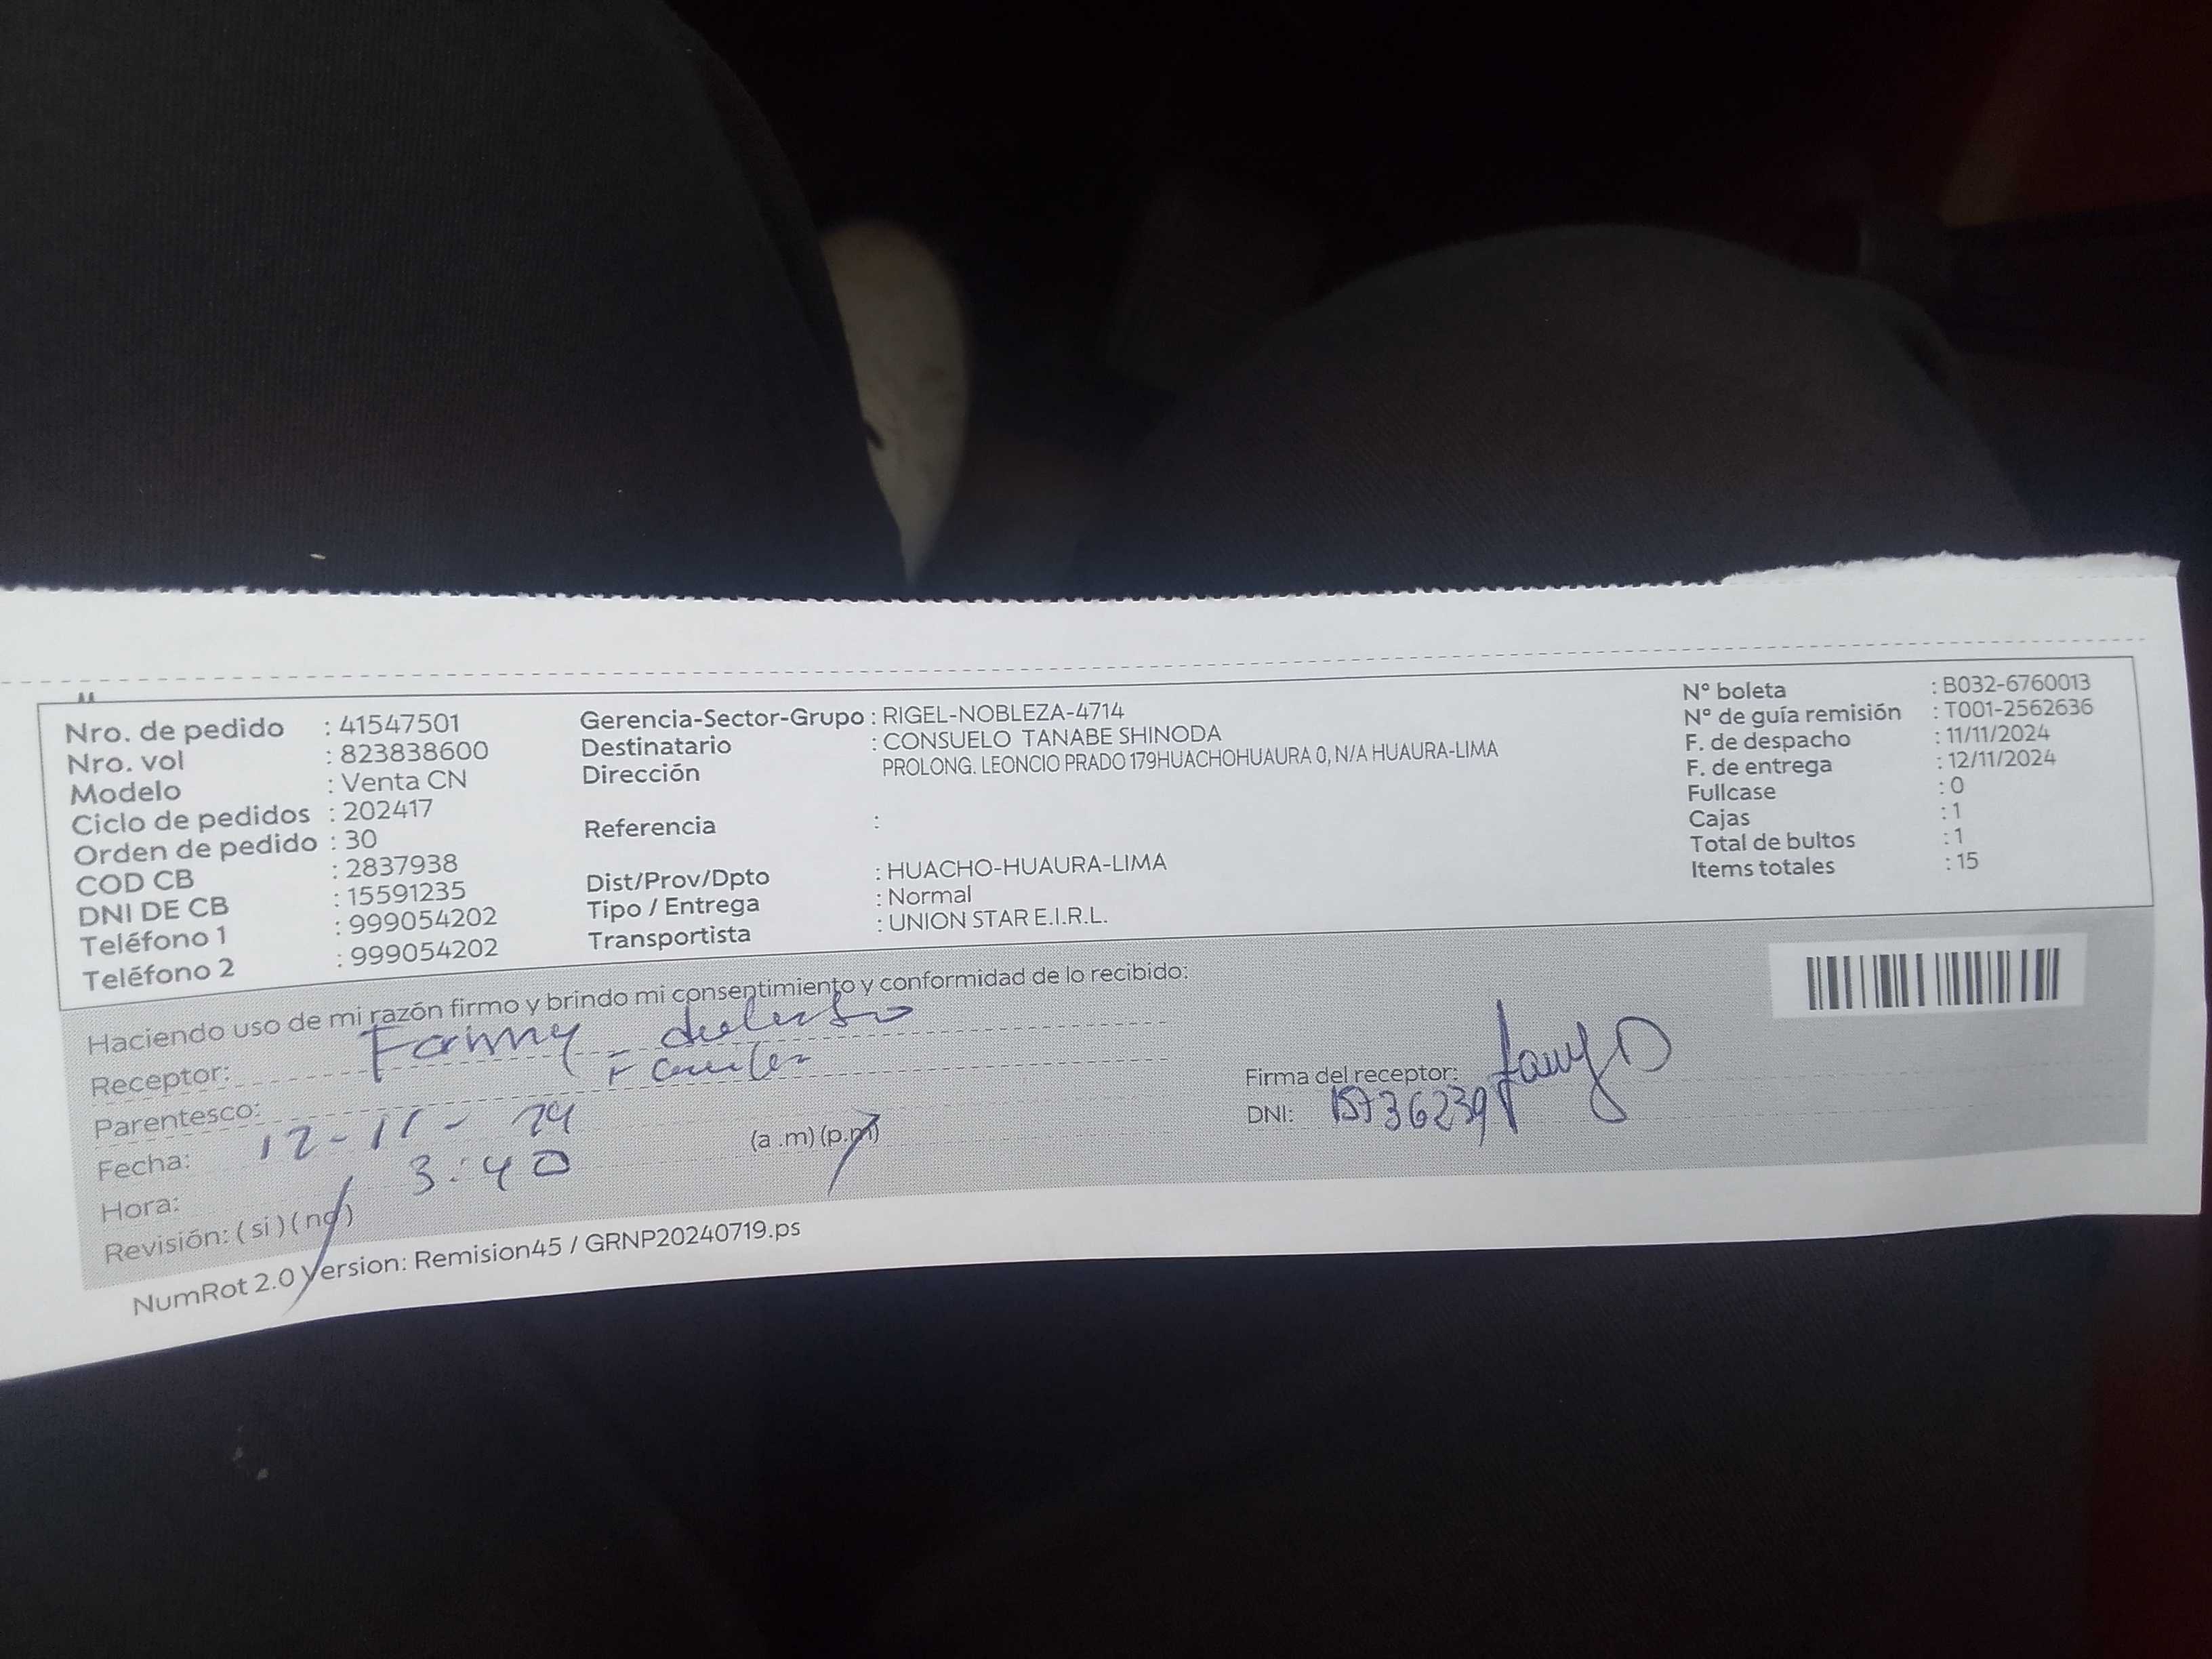 Nro. de pedido : 41547501
Nro. vol : 823838600
Modelo : Venta CN
Ciclo de pedidos : 202417
Orden de pedido : 30
COD CB : 2837938
DNI DE CB : 15591235
Teléfono 1 : 999054202
Teléfono 2 : 999054202
Gerencia-Sector-Grupo : RIGEL-NOBLEZA-4714
Destinatario : CONSUELO TANABE SHINODA
Dirección PROLONG. LEONCIO PRADO 179HUACHOHUAURA 0, N/A HUAURA-LIMA
Referencia :
Dist/Prov/Dpto : HUACHO-HUAURA-LIMA
Tipo / Entrega : Normal
Transportista : UNION STAR E.I.R.L.
N° boleta : B032-6760013
N° de guía remisión : T001-2562636
F. de despacho : 11/11/2024
F. de entrega : 12/11/2024
Fullcase : 0
Cajas : 1
Total de bultos : 1
Items totales : 15
Haciendo uso de mi razón firmo y brindo mi consentimiento y conformidad de lo recibido:
Receptor:
Parentesco:
Fecha: 12-11-
Hora: 3:40 (a .m) (p.m)
Revisión: ( si ) ( no )
Firma del receptor:
DNI: 15736239
NumRot 2.0 Version: Remision45 / GRNP20240719.ps